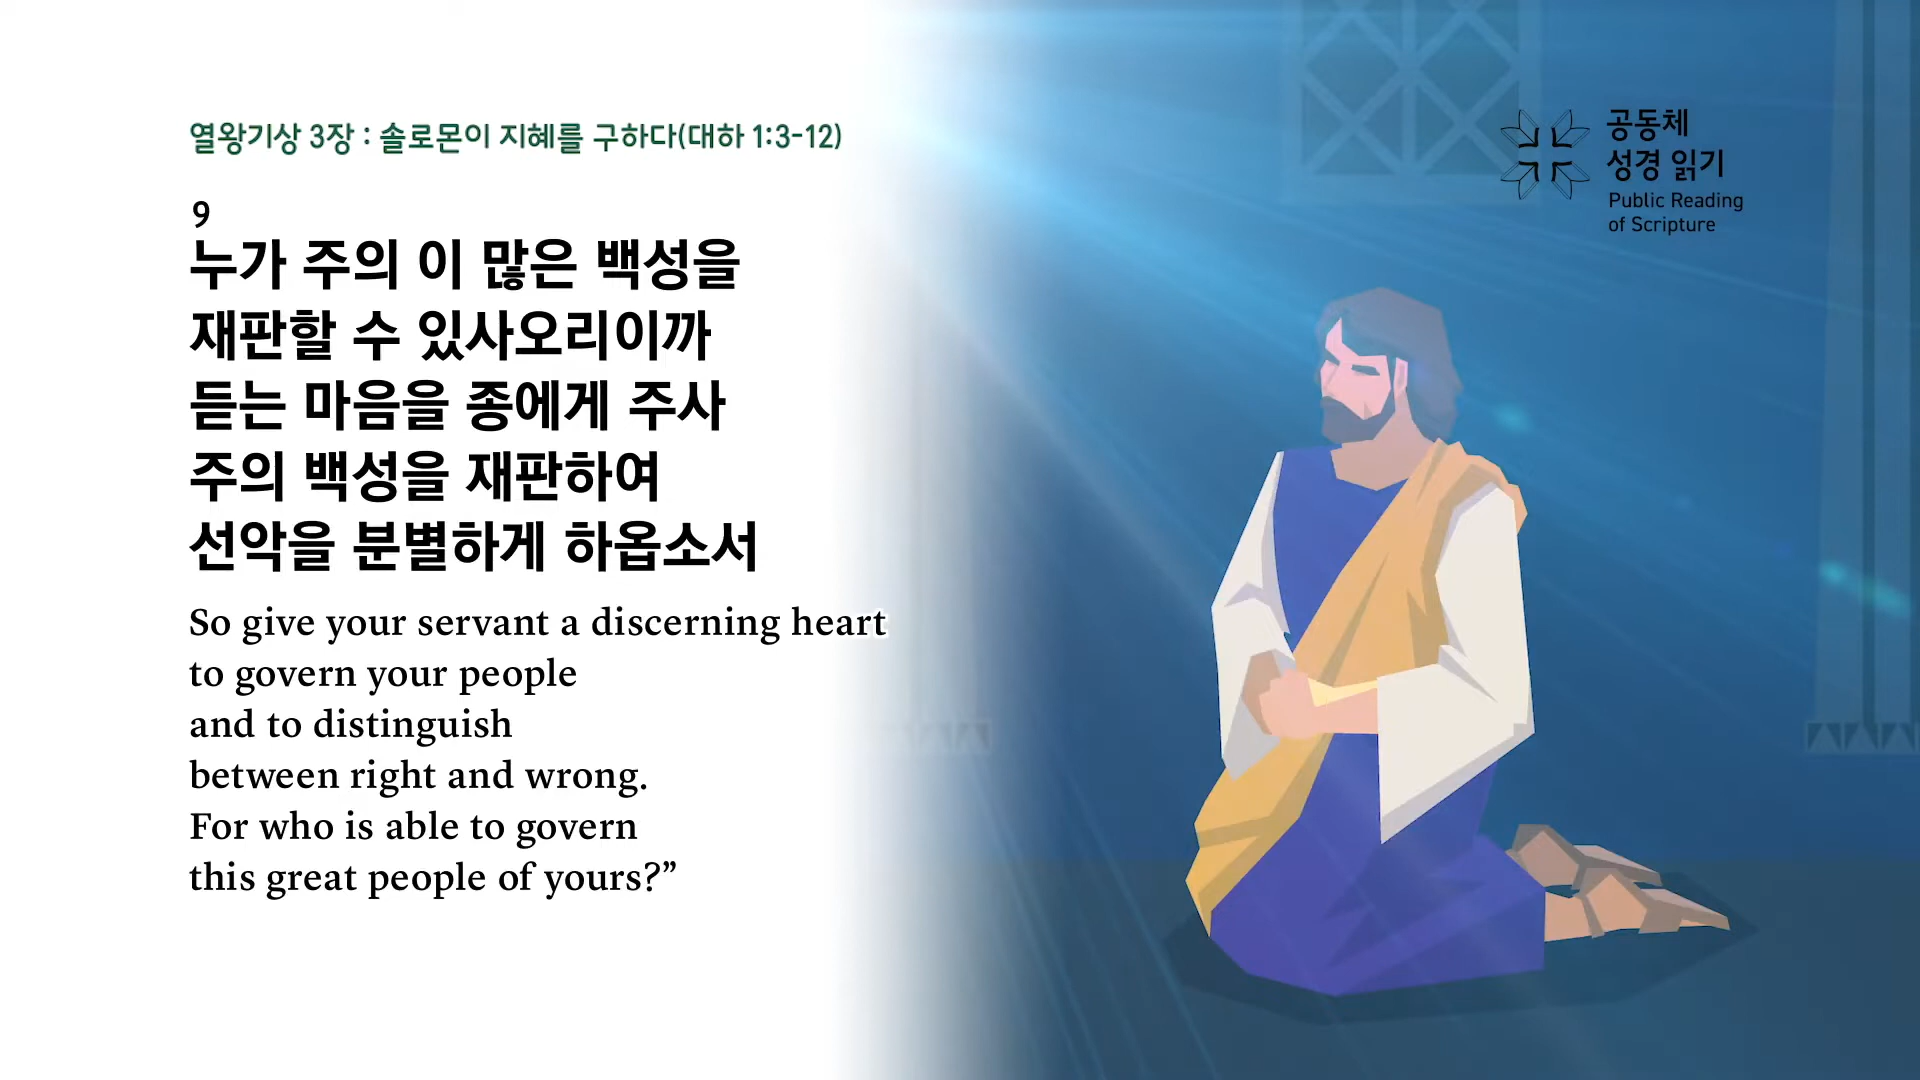 열왕기상 3장 : 솔로몬이 지혜를 구하다(대하 1:3-12)
9
누가 주의 이 많은 백성을
재판할 수 있사오리이까
듣는 마음을 종에게 주사
주의 백성을 재판하여
선악을 분별하게 하옵소서
So give your servant a discerning heart
to govern your people
and to distinguish
between right and wrong.
For who is able to govern
this great people of yours?”
공동체
성경 읽기
Public Reading
of Scripture